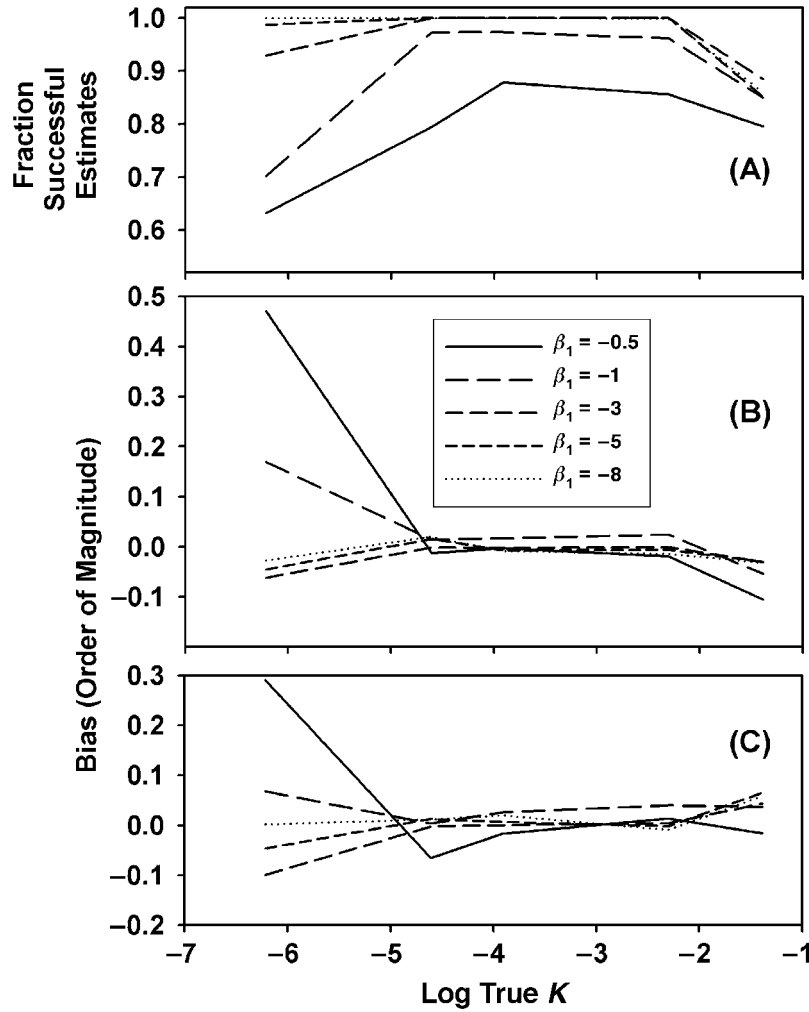 1.0
0.9
0.8
0.7
0.6
Fraction
Successful
Estimates
(A)
0.5
0.4
0.3
0.2
0.1
0.0
−0.1
β1 = −0.5
β1 = −1
β1 = −3
β1 = −5
β1 = −8
(B)
Bias (Order of Magnitude)
0.3
0.2
0.1
0.0
−0.1
−0.2
(C)
−7 −6 −5 −4 −3 −2 −1
Log True K